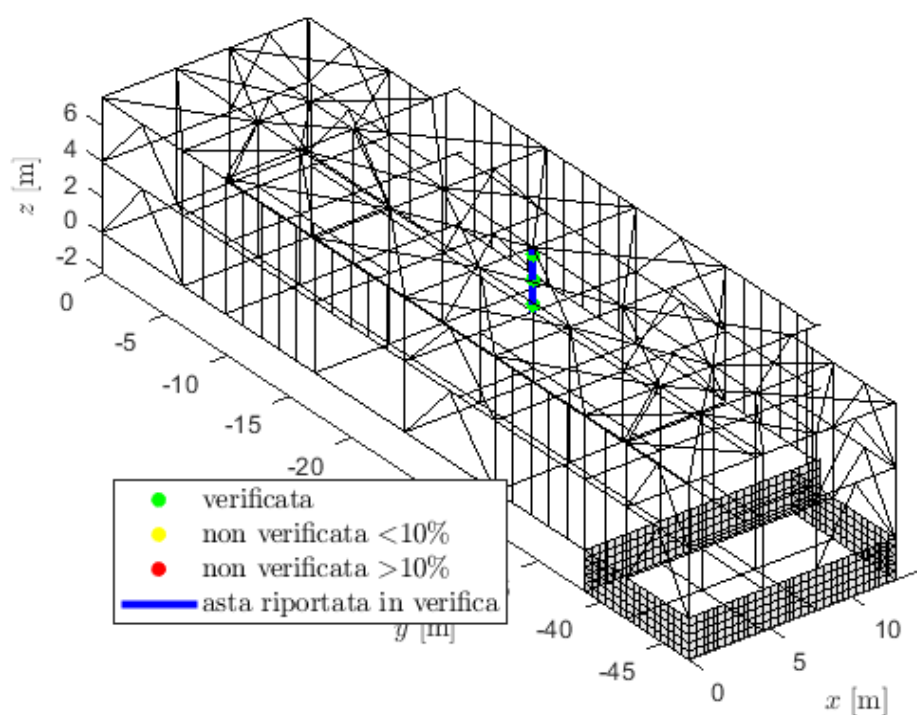 6
4
2
0
-2
z [m]
0
-5
-10
-15
-20
-40
-45
y [m]
0
5
10
x [m]
verificata
non verificata <10%
non verificata >10%
asta riportata in verifica